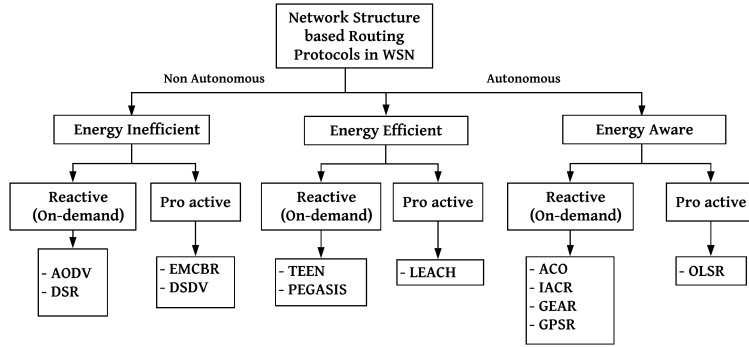 Network Structure
based Routing
Protocols in WSN
Non Autonomous
Autonomous
Energy Inefficient
Energy Efficient
Energy Aware
Reactive
(On-demand)
Pro active
Reactive
(On-demand)
Pro active
Reactive
(On-demand)
Pro active
- AODV
- DSR
- EMCBR
- DSDV
- TEEN
- PEGASIS
- LEACH
- ACO
- IACR
- GEAR
- GPSR
- OLSR